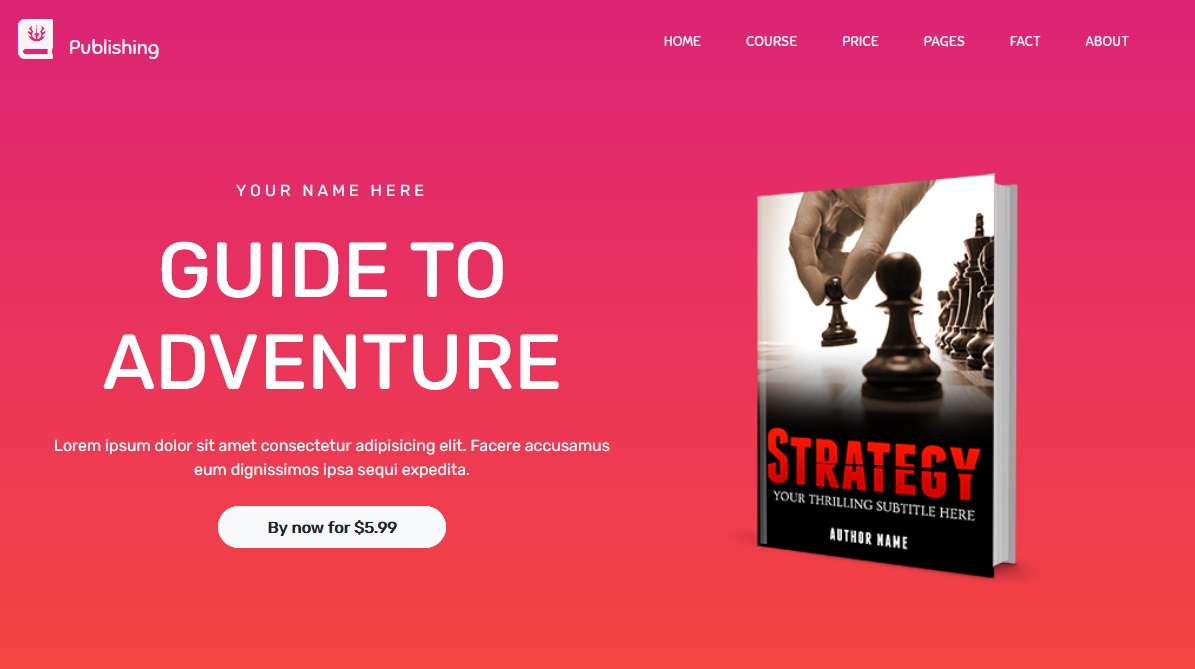 Publishing
HOME COURSE PRICE PAGES FACT ABOUT
YOUR NAME HERE
GUIDE TO
ADVENTURE
Lorem ipsum dolor sit amet consectetur adipisicing elit. Facere accusamus
eum dignissimos ipsa sequi expedita.
By now for $5.99
STRATEGY
YOUR THRILLING SUBTITLE HERE
AUTHOR NAME